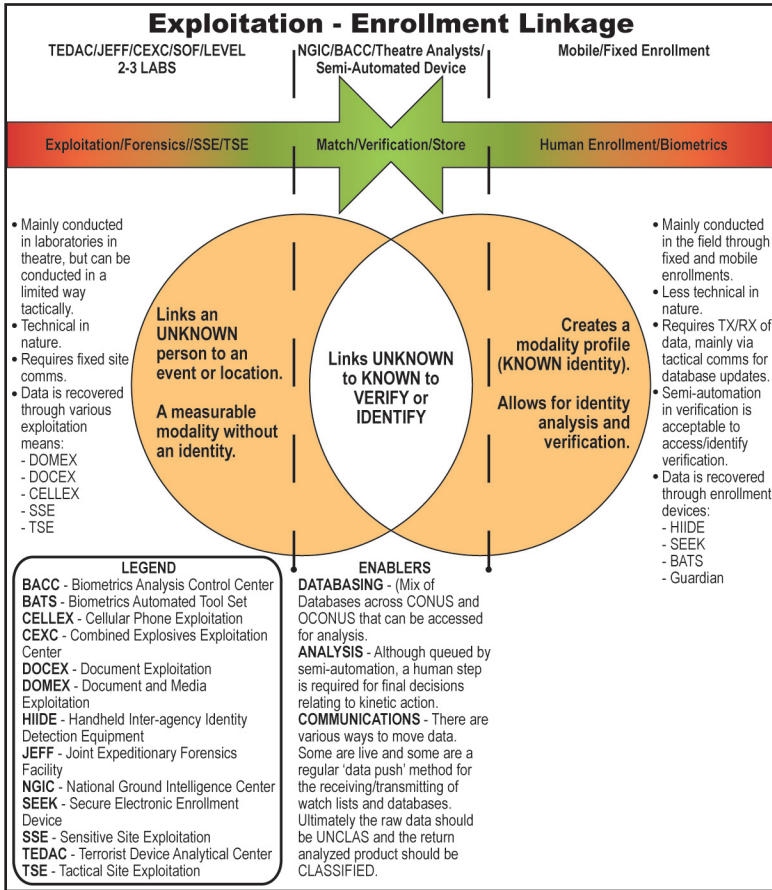 Exploitation - Enrollment Linkage
TEDAC/JEFF/CEXC/SOF/LEVEL
2-3 LABS
NGIC/BACC/Theatre Analysts/
Semi-Automated Device
Mobile/Fixed Enrollment
Exploitation/Forensics//SSE/TSE
Match/Verification/Store
Human Enrollment/Biometrics
• Mainly conducted
in laboratories in
theatre, but can be
conducted in a
limited way
tactically.
• Technical in
nature.
• Requires fixed site
comms.
• Data is recovered
through various
exploitation
means:
- DOMEX
- DOCEX
- CELLEX
- SSE
- TSE
Links an
UNKNOWN
person to an
event or location.
A measurable
modality without
an identity.
Links UNKNOWN
to KNOWN to
VERIFY or
IDENTIFY
Creates a
modality profile
(KNOWN identity).
Allows for identity
analysis and
verification.
• Mainly conducted
in the field through
fixed and mobile
enrollments.
• Less technical in
nature.
• Requires TX/RX of
data, mainly via
tactical comms for
database updates.
• Semi-automation
in verification is
acceptable to
access/identify
verification.
• Data is recovered
through enrollment
devices:
- HIIDE
- SEEK
- BATS
- Guardian
LEGEND
BACC - Biometrics Analysis Control Center
BATS - Biometrics Automated Tool Set
CELLEX - Cellular Phone Exploitation
CEXC - Combined Explosives Exploitation
Center
DOCEX - Document Exploitation
DOMEX - Document and Media
Exploitation
HIIDE - Handheld Inter-agency Identity
Detection Equipment
JEFF - Joint Expeditionary Forensics
Facility
NGIC - National Ground Intelligence Center
SEEK - Secure Electronic Enrollment
Device
SSE - Sensitive Site Exploitation
TEDAC - Terrorist Device Analytical Center
TSE - Tactical Site Exploitation
ENABLERS
DATABASING - (Mix of
Databases across CONUS and
OCONUS that can be accessed
for analysis.
ANALYSIS - Although queued by
semi-automation, a human step
is required for final decisions
relating to kinetic action.
COMMUNICATIONS - There are
various ways to move data.
Some are live and some are a
regular 'data push' method for
the receiving/transmitting of
watch lists and databases.
Ultimately the raw data should
be UNCLAS and the return
analyzed product should be
CLASSIFIED.